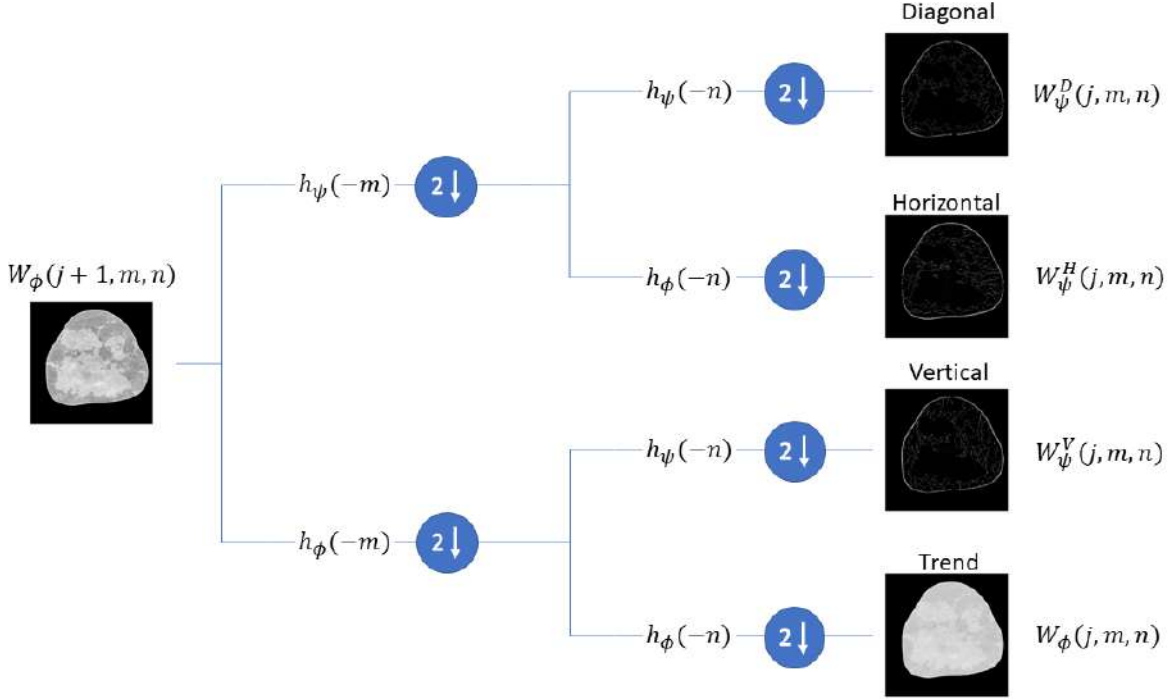 Diagonal
h_ψ(−n) 2↓ W_ψ^D(j, m, n)
h_ψ(−m) 2↓
Horizontal
W_ϕ(j + 1, m, n)
h_ϕ(−n) 2↓ W_ψ^H(j, m, n)
Vertical
h_ψ(−n) 2↓ W_ψ^V(j, m, n)
h_ϕ(−m) 2↓
Trend
h_ϕ(−n) 2↓ W_ϕ(j, m, n)